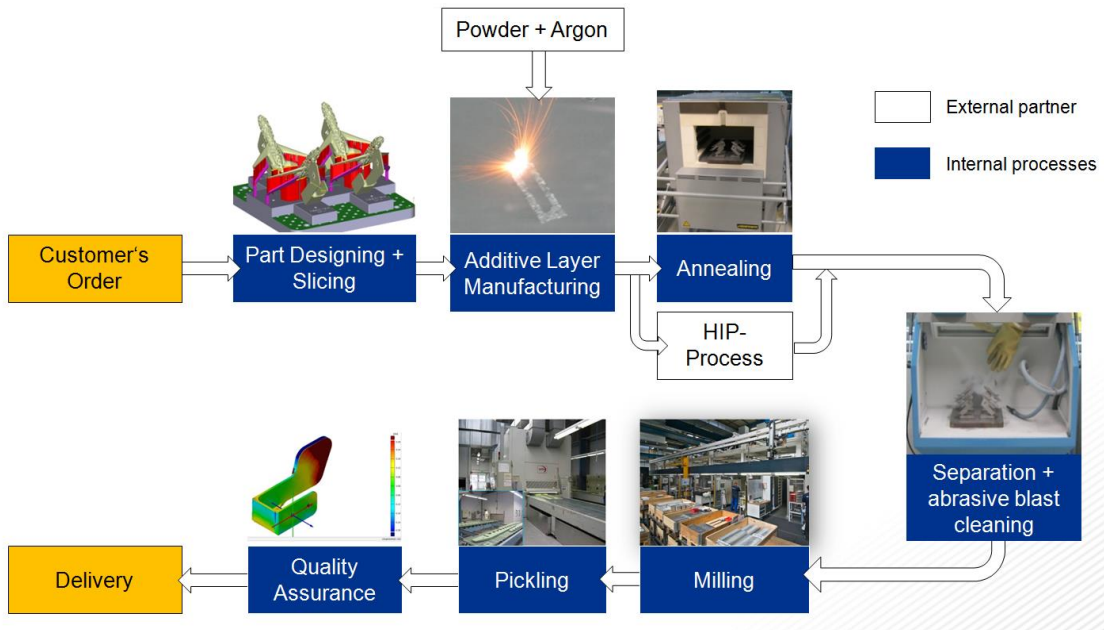 Powder + Argon
External partner
Internal processes
Customer‘s
Order
Part Designing +
Slicing
Additive Layer
Manufacturing
Annealing
HIP-
Process
Separation +
abrasive blast
cleaning
Delivery
Quality
Assurance
Pickling
Milling